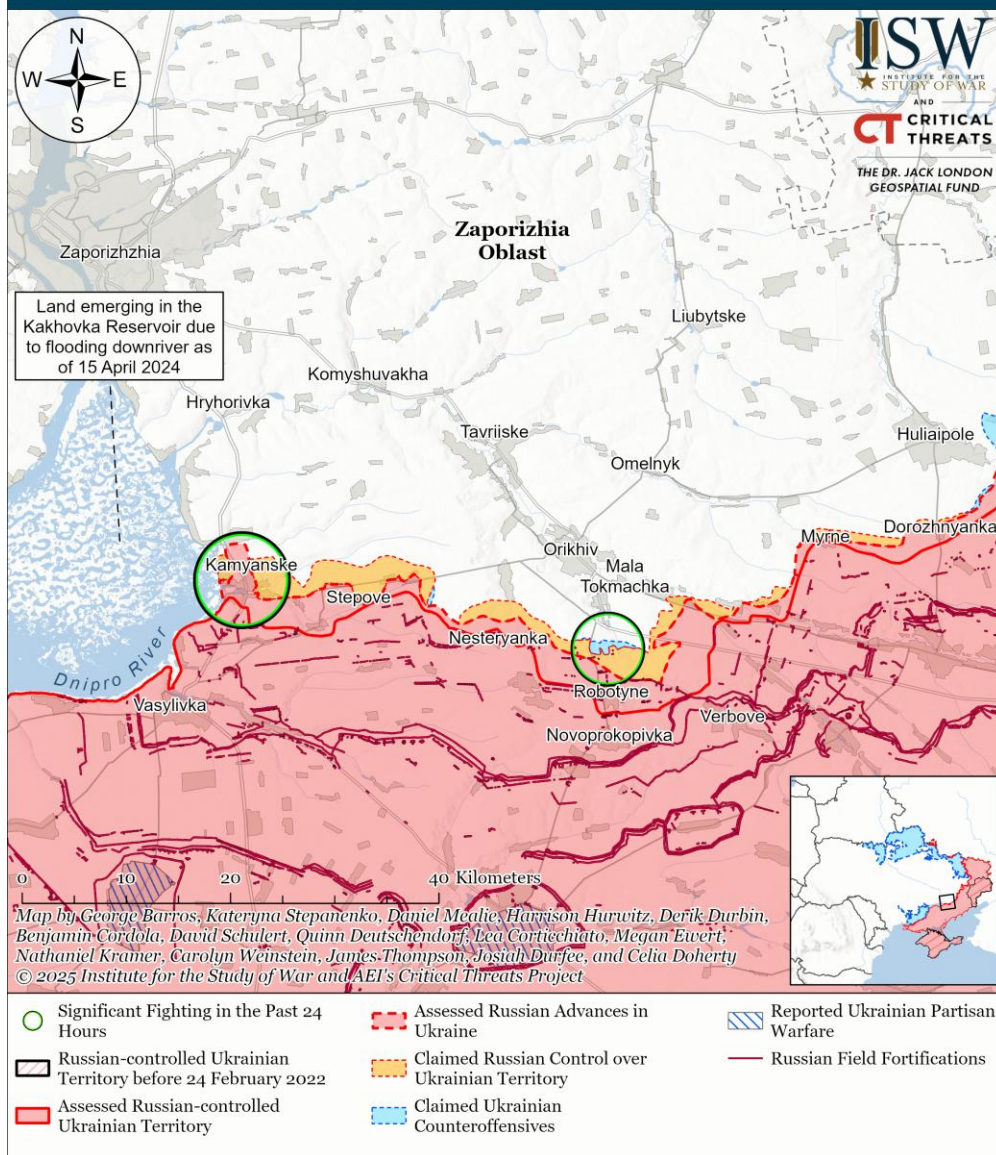 N
W
E
S
ISW
INSTITUTE FOR THE
STUDY OF WAR
AND
CT CRITICAL
THREATS
THE DR. JACK LONDON
GEOSPATIAL FUND
Zaporizhia
Oblast
Zaporizhzhia
Land emerging in the
Kakhovka Reservoir due
to flooding downriver as
of 15 April 2024
Liubytske
Komyshuvakha
Hryhorivka
Tavriiske
Huliaipole
Omelnyk
Dorozhnyanka
Myrne
Orikhiv
Mala
Tokmachka
Kamyanske
Stepove
Nesteryanka
Dnipro River
Robotyne
Vasylivka
Verbove
Novoprokopivka
0 10 20 40 Kilometers
Map by George Barros, Kateryna Stepanenko, Daniel Mealie, Harrison Hurwitz, Derik Durbin,
Benjamin Cordola, David Schulert, Quinn Deutschendorf, Lea Corticchiato, Megan Ewert,
Nathaniel Kramer, Carolyn Weinstein, James Thompson, Josiah Durfee, and Celia Doherty
© 2025 Institute for the Study of War and AEI's Critical Threats Project
Significant Fighting in the Past 24
Hours
Russian-controlled Ukrainian
Territory before 24 February 2022
Assessed Russian-controlled
Ukrainian Territory
Assessed Russian Advances in
Ukraine
Claimed Russian Control over
Ukrainian Territory
Claimed Ukrainian
Counteroffensives
Reported Ukrainian Partisan
Warfare
Russian Field Fortifications